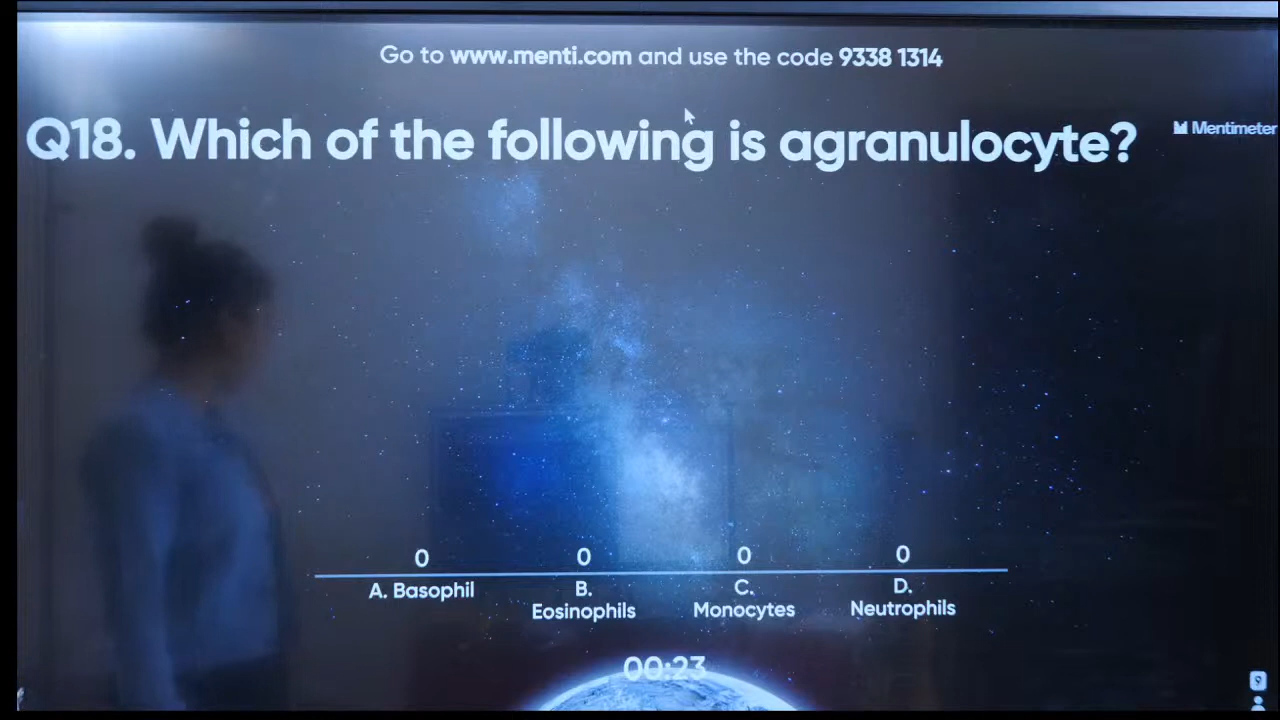 Go to www.menti.com and use the code 9338 1314
Q18. Which of the following is agranulocyte?
Mentimeter
0 0 0 0
A. Basophil
B. Eosinophils
C. Monocytes
D. Neutrophils
00:23